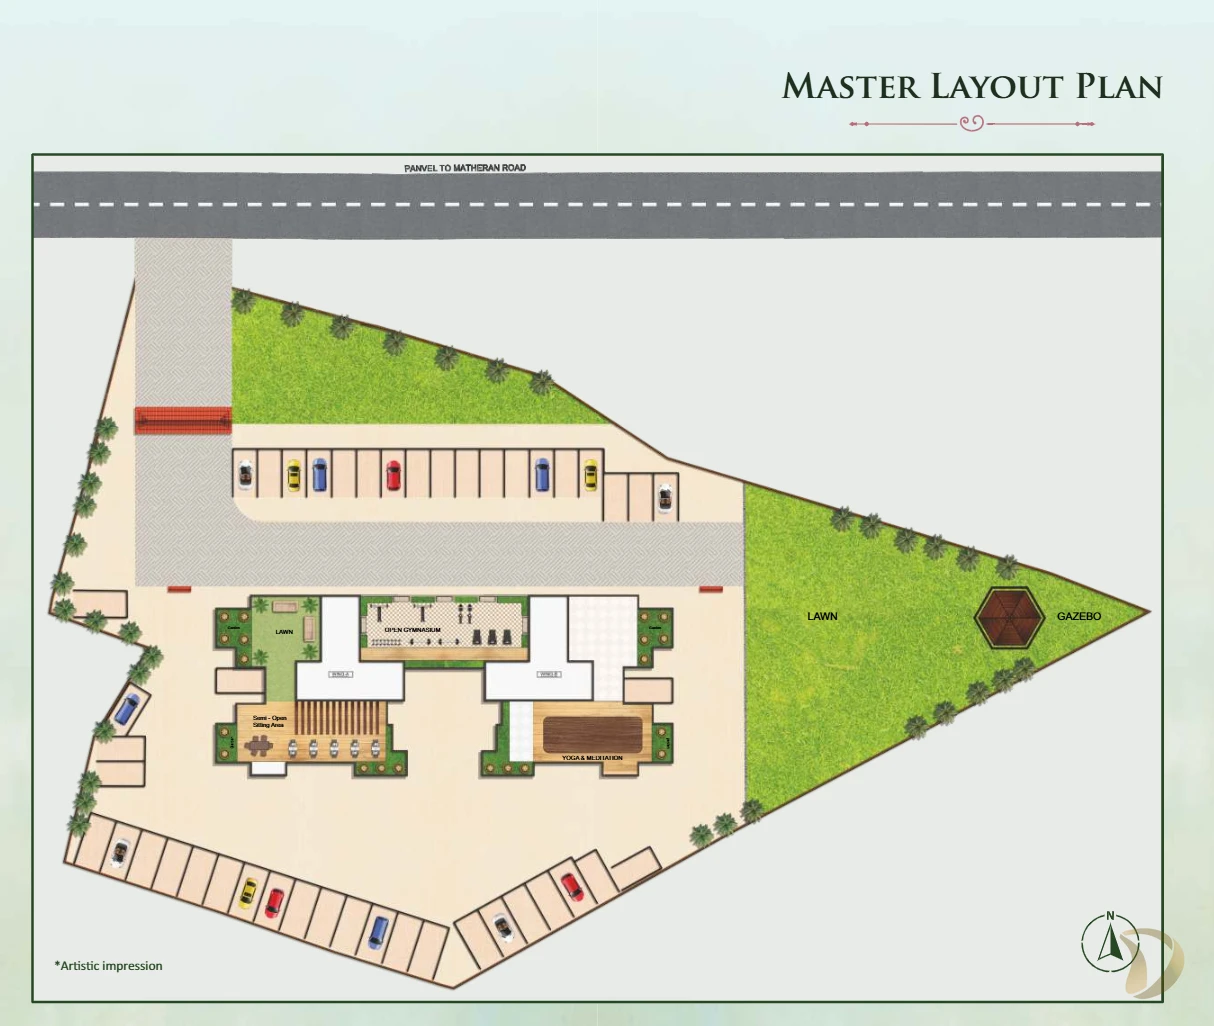 MASTER LAYOUT PLAN
PANVEL TO MATHERAN ROAD
LAWN
OPEN GYMNASIUM
LAWN
GAZEBO
Semi - Open
Sitting Area
YOGA & MEDITATION
N
*Artistic impression